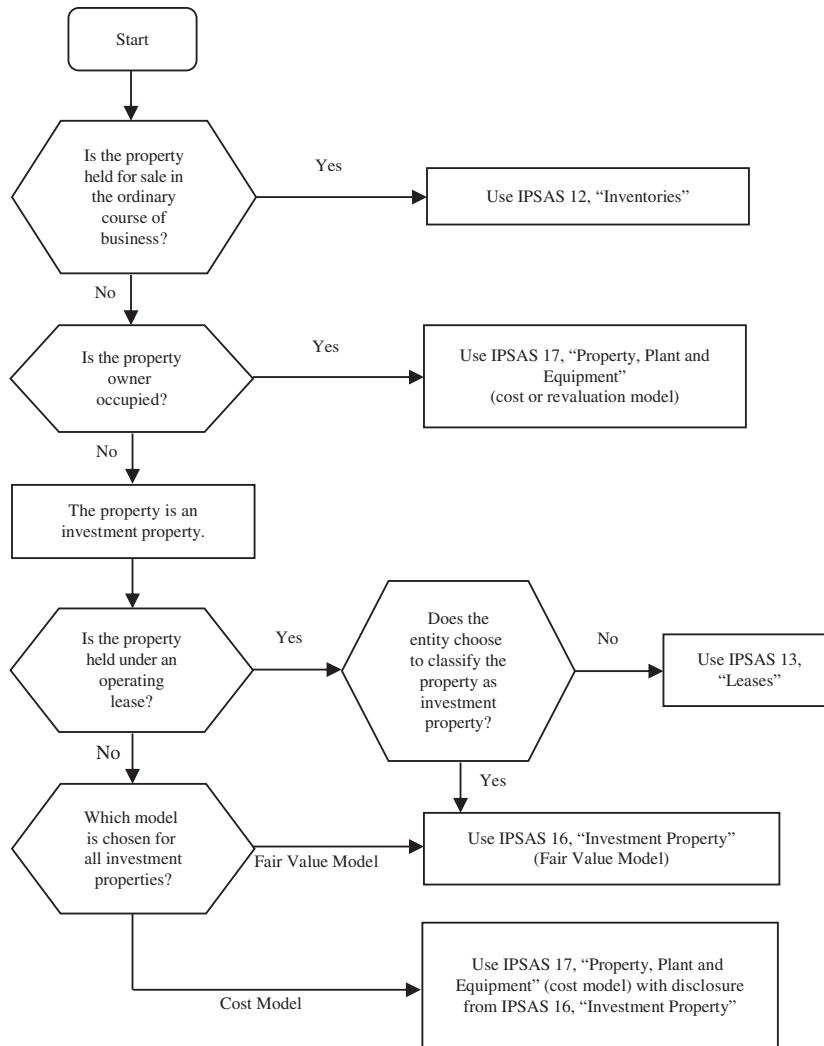 Start
Is the property
held for sale in
the ordinary
course of
business?
Yes
Use IPSAS 12, “Inventories”
No
Is the property
owner
occupied?
Yes
Use IPSAS 17, “Property, Plant and
Equipment”
(cost or revaluation model)
No
The property is an
investment property.
Is the property
held under an
operating
lease?
Yes
Does the
entity choose
to classify the
property as
investment
property?
No
Use IPSAS 13,
“Leases”
No
Yes
Which model
is chosen for
all investment
properties?
Fair Value Model
Use IPSAS 16, “Investment Property”
(Fair Value Model)
Cost Model
Use IPSAS 17, “Property, Plant and
Equipment” (cost model) with disclosure
from IPSAS 16, “Investment Property”